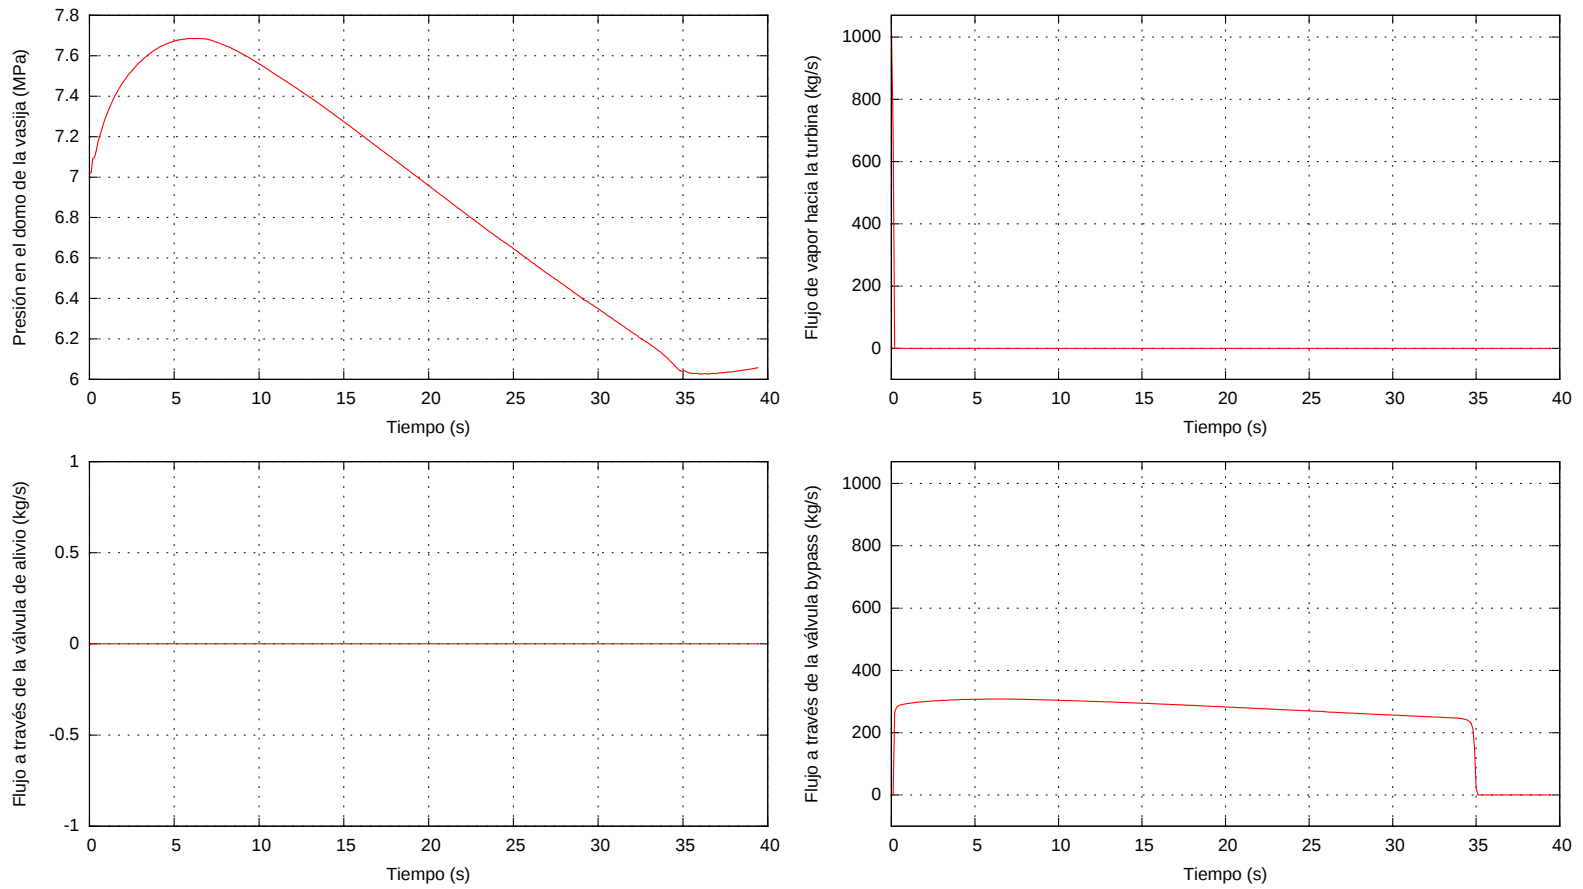 Presión en el domo de la vasija (MPa)
7.8
7.6
7.4
7.2
7
6.8
6.6
6.4
6.2
6
0 5 10 15 20 25 30 35 40
Tiempo (s)
Flujo de vapor hacia la turbina (kg/s)
1000
800
600
400
200
0
0 5 10 15 20 25 30 35 40
Tiempo (s)
Flujo a través de la válvula de alivio (kg/s)
1
0.5
0
-0.5
-1
0 5 10 15 20 25 30 35 40
Tiempo (s)
Flujo a través de la válvula bypass (kg/s)
1000
800
600
400
200
0
0 5 10 15 20 25 30 35 40
Tiempo (s)